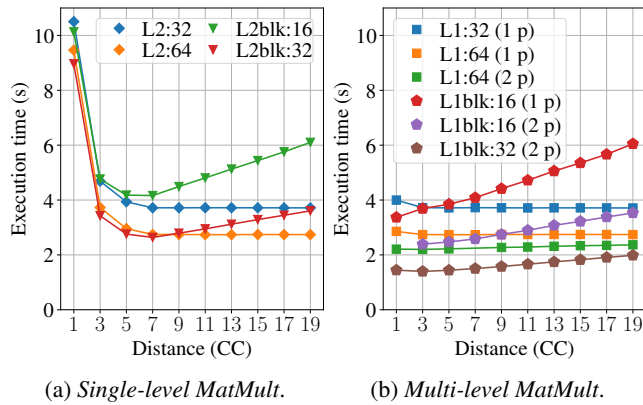 Execution time (s)
10
8
6
4
2
0
L2:32
L2:64
L2blk:16
L2blk:32
1 3 5 7 9 11 13 15 17 19
Distance (CC)
(a) Single-level MatMult.
Execution time (s)
10
8
6
4
2
0
L1:32 (1 p)
L1:64 (1 p)
L1:64 (2 p)
L1blk:16 (1 p)
L1blk:16 (2 p)
L1blk:32 (2 p)
1 3 5 7 9 11 13 15 17 19
Distance (CC)
(b) Multi-level MatMult.